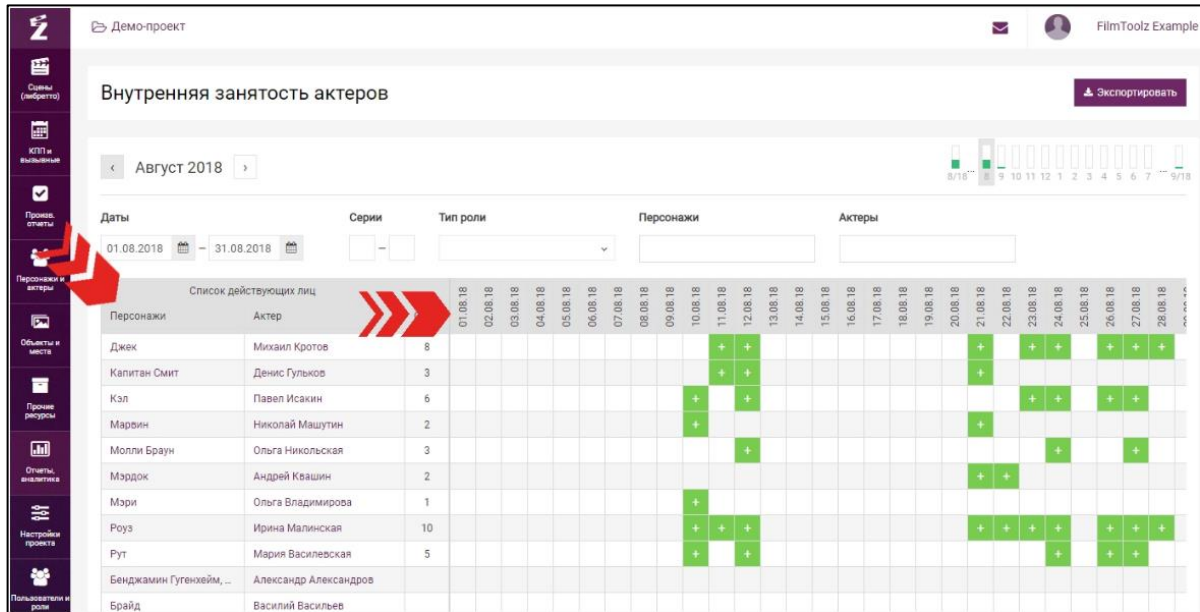 Демо-проект
FilmToolz Example
Сцены
(либретто)
КПП и
вызывные
Произв.
отчеты
Персонажи и
актеры
Объекты и
места
Прочие
ресурсы
Отчеты,
аналитика
Настройки
проекта
Пользователи и
роли
Внутренняя занятость актеров
Экспортировать
‹ Август 2018 ›
8/18 ... 8 9 10 11 12 1 2 3 4 5 6 7 ... 9/18
Даты Серии Тип роли Персонажи Актеры
01.08.2018 – 31.08.2018 –
Список действующих лиц
Персонажи Актер
01.08.18 02.08.18 03.08.18 04.08.18 05.08.18 06.08.18 07.08.18 08.08.18 09.08.18 10.08.18 11.08.18 12.08.18 13.08.18 14.08.18 15.08.18 16.08.18 17.08.18 18.08.18 19.08.18 20.08.18 21.08.18 22.08.18 23.08.18 24.08.18 25.08.18 26.08.18 27.08.18 28.08.18
Джек Михаил Кротов 8 + + + + + + + +
Капитан Смит Денис Гульков 3 + + +
Кэл Павел Исакин 6 + + + + + +
Марвин Николай Машутин 2 + +
Молли Браун Ольга Никольская 3 + + +
Мэрдок Андрей Квашин 2 + +
Мэри Ольга Владимирова 1 +
Роуз Ирина Малинская 10 + + + + + + + + + +
Рут Мария Василевская 5 + + + + +
Бенджамин Гугенхейм, ... Александр Александров
Брайд Василий Васильев